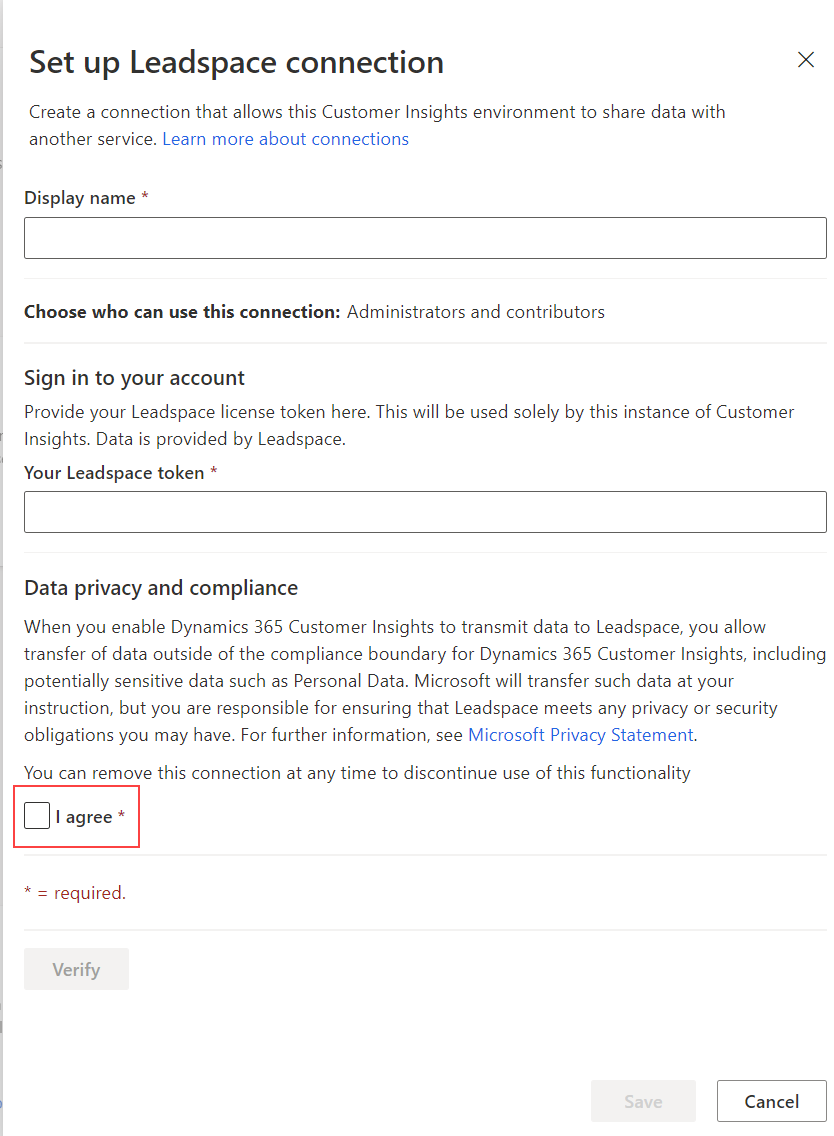 Set up Leadspace connection
Create a connection that allows this Customer Insights environment to share data with
another service. Learn more about connections
Display name *
Choose who can use this connection: Administrators and contributors
Sign in to your account
Provide your Leadspace license token here. This will be used solely by this instance of Customer
Insights. Data is provided by Leadspace.
Your Leadspace token *
Data privacy and compliance
When you enable Dynamics 365 Customer Insights to transmit data to Leadspace, you allow
transfer of data outside of the compliance boundary for Dynamics 365 Customer Insights, including
potentially sensitive data such as Personal Data. Microsoft will transfer such data at your
instruction, but you are responsible for ensuring that Leadspace meets any privacy or security
obligations you may have. For further information, see Microsoft Privacy Statement.
You can remove this connection at any time to discontinue use of this functionality
I agree *
* = required.
Verify
Save
Cancel